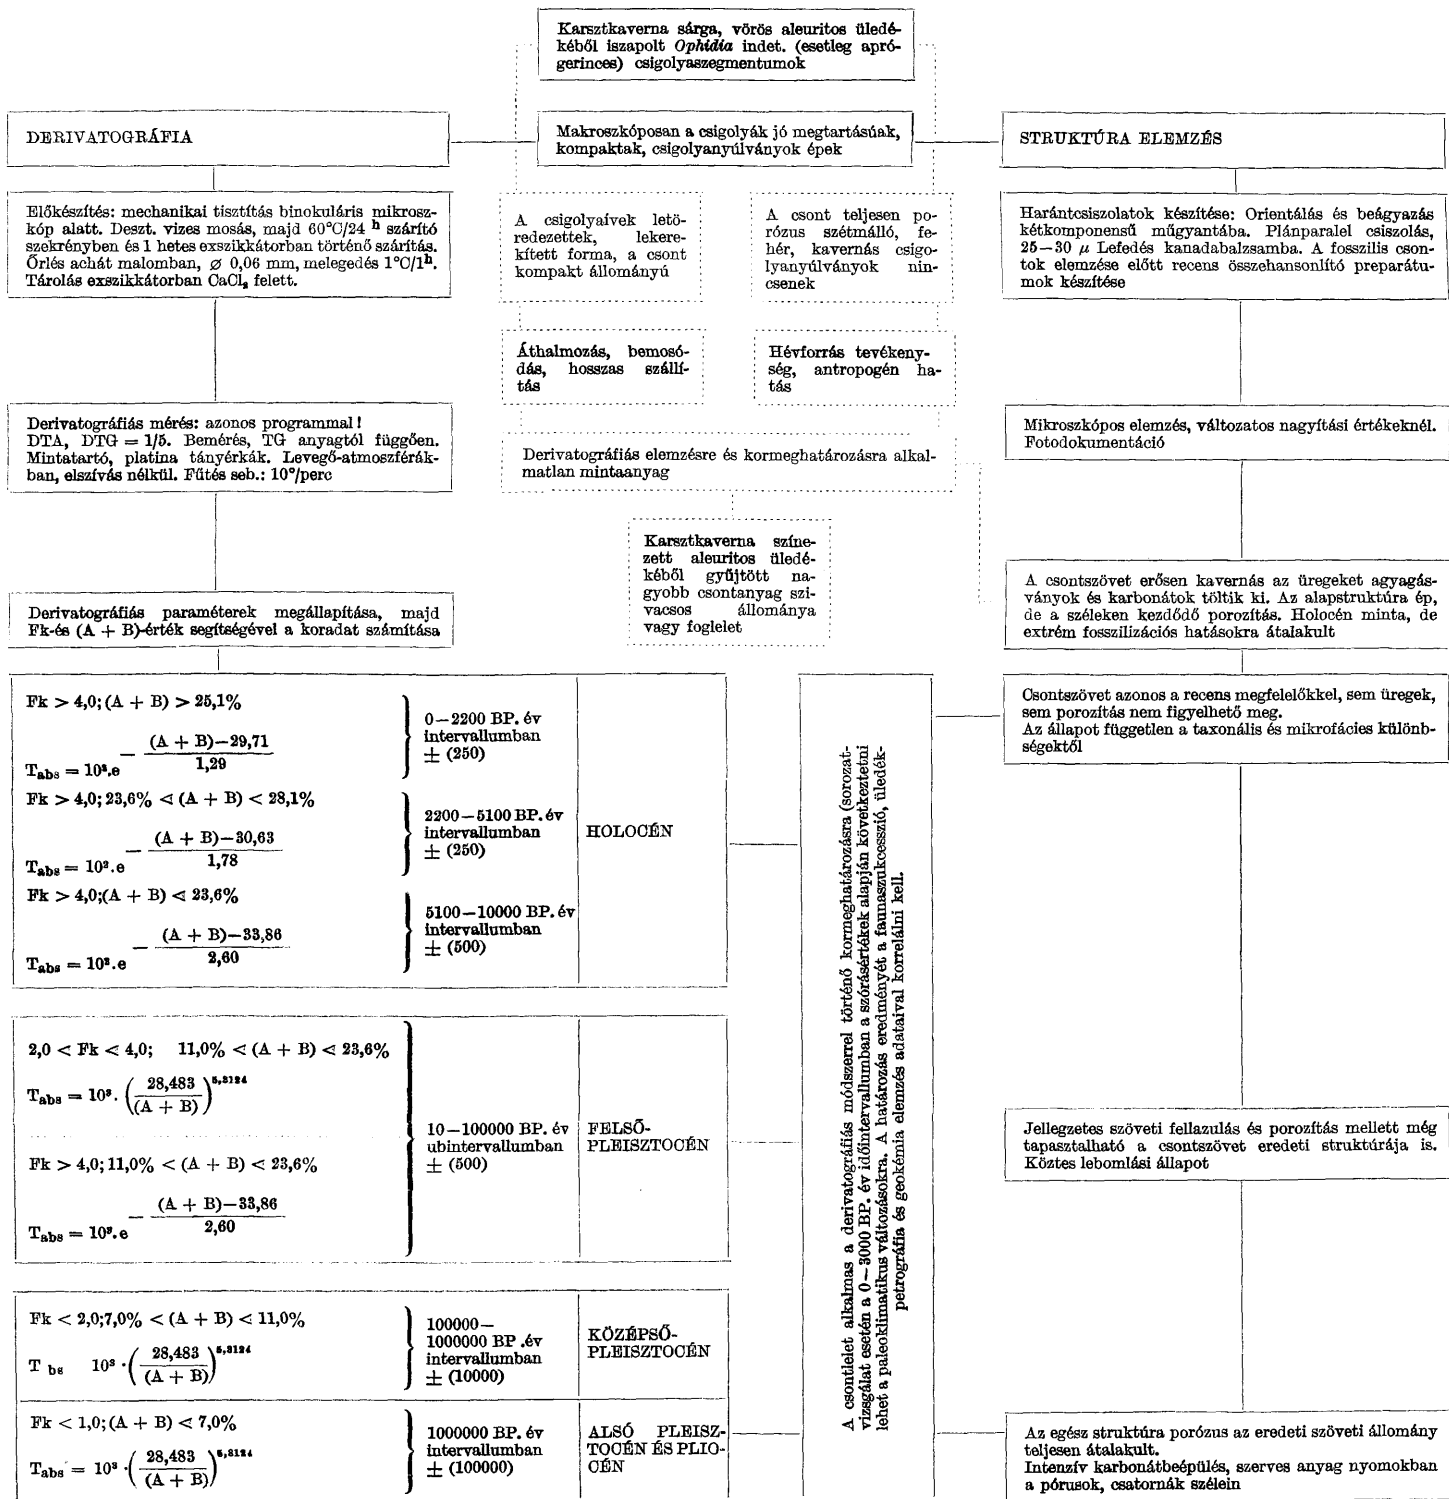 Karsztkaverna sárga, vörös aleuritos üledé-
kéből iszapolt Ophidia indet. (esetleg apró-
gerinces) csigolyaszegmentumok
DERIVATOGRÁFIA
Makroszkóposan a csigolyák jó megtartásúak,
kompaktak, csigolyanyúlványok épek
STRUKTÚRA ELEMZÉS
Előkészítés: mechanikai tisztítás binokuláris mikrosz-
kóp alatt. Deszt. vizes mosás, majd 60°C/24 h szárító
szekrényben és 1 hetes exszikkátorban történő szárítás.
Őrlés achát malomban, ⌀ 0,06 mm, melegedés 1°C/1h.
Tárolás exszikkátorban CaCl₂ felett.
A csigolyaívek letö-
redezettek, lekere-
kített forma, a csont
kompakt állományú
A csont teljesen po-
rózus szétmálló, fe-
hér, kavernás csigo-
lyanyúlványok nin-
csenek
Harántcsiszolatok készítése: Orientálás és beágyazás
kétkomponensű műgyantába. Plánparalel csiszolás,
25—30 μ Lefedés kanadabalzsamba. A fosszilis cson-
tok elemzése előtt recens összehansonlító preparátu-
mok készítése
Áthalmozás, bemosó-
dás, hosszas szállí-
tás
Hévforrás tevékeny-
ség, antropogén ha-
tás
Derivatográfiás mérés: azonos programmal!
DTA, DTG = 1/5. Bemérés, TG anyagtól függően.
Mintatartó, platina tányérkák. Levegő-atmoszférák-
ban, elszívás nélkül. Fűtés seb.: 10°/perc
Derivatográfiás elemzésre és kormeghatározásra alkal-
matlan mintaanyag
Mikroszkópos elemzés, változatos nagyítási értékeknél.
Fotodokumentáció
Karsztkaverna színe-
zett aleuritos üledé-
kéből gyűjtött na-
gyobb csontanyag szi-
vacsos állománya
vagy foglelet
Derivatográfiás paraméterek megállapítása, majd
Fk-és (A + B)-érték segítségével a koradat számítása
A csontszövet erősen kavernás az üregeket agyagás-
ványok és karbonátok töltik ki. Az alapstruktúra ép,
de a széleken kezdődő porozítás. Holocén minta, de
extrém fosszilizációs hatásokra átalakult
Fk > 4,0; (A + B) > 25,1%
T_abs = 10³.e^(− (A + B)−29,71 / 1,29)
0—2200 BP. év
intervallumban
± (250)
Fk > 4,0; 23,6% < (A + B) < 28,1%
T_abs = 10³.e^(− (A + B)−30,63 / 1,78)
2200—5100 BP. év
intervallumban
± (250)
Fk > 4,0;(A + B) < 23,6%
T_abs = 10³.e^(− (A + B)−33,86 / 2,60)
5100—10000 BP. év
intervallumban
± (500)
HOLOCÉN
Csontszövet azonos a recens megfelelőkkel, sem üregek,
sem porozítás nem figyelhető meg.
Az állapot független a taxonális és mikrofácies különb-
ségektől
2,0 < Fk < 4,0; 11,0% < (A + B) < 23,6%
T_abs = 10³. (28,483 / (A + B))^5,3124
Fk > 4,0; 11,0% < (A + B) < 23,6%
T_abs = 10³.e^(− (A + B)−33,86 / 2,60)
10—100000 BP. év
ubintervallumban
± (500)
FELSŐ-
PLEISZTOCÉN
Jellegzetes szöveti fellazulás és porozítás mellett még
tapasztalható a csontszövet eredeti struktúrája is.
Köztes lebomlási állapot
Fk < 2,0;7,0% < (A + B) < 11,0%
T bs 10³ . (28,483 / (A + B))^5,3124
100000—
1000000 BP .év
intervallumban
± (10000)
KÖZÉPSŐ-
PLEISZTOCÉN
Fk < 1,0; (A + B) < 7,0%
T_abs = 10³ . (28,483 / (A + B))^5,3124
1000000 BP. év
intervallumban
± (100000)
ALSÓ PLEISZ-
TOCÉN ÉS PLIO-
CÉN
A csontlelet alkalmas a derivatográfiás módszerrel történő kormeghatározásra (sorozat-
vizsgálat esetén a 0—3000 BP. év időintervallumban a szórásértékek alapján következtetni
lehet a paleoklimatikus változásokra. A határozás eredményét a faunaszukcesszió, üledék-
petrográfia és geokémia elemzés adataival korrelálni kell.
Az egész struktúra porózus az eredeti szöveti állomány
teljesen átalakult.
Intenzív karbonátbeépülés, szerves anyag nyomokban
a pórusok, csatornák szélein